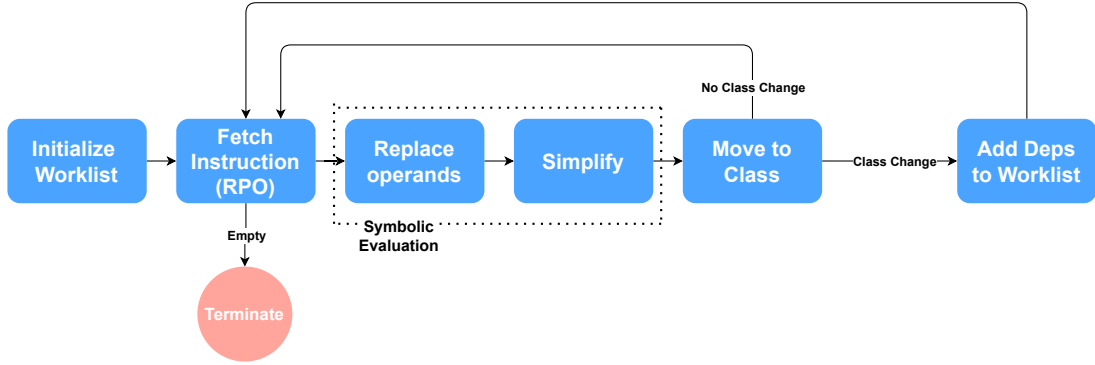 No Class Change
Initialize
Worklist
Fetch
Instruction
(RPO)
Replace
operands
Simplify
Move to
Class
Class Change
Add Deps
to Worklist
Symbolic
Evaluation
Empty
Terminate